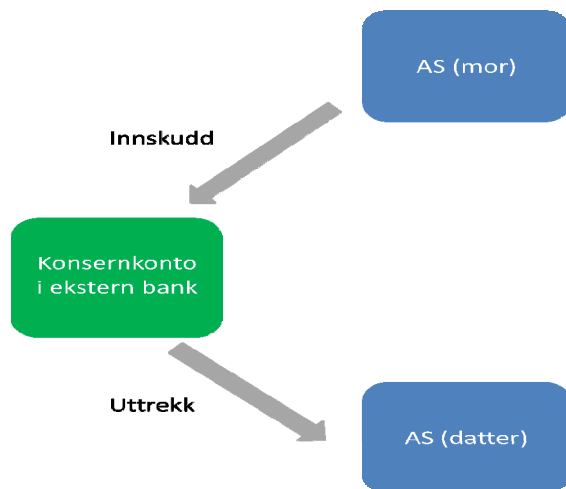 AS (mor)
Innskudd
Konsernkonto
i ekstern bank
Uttrekk
AS (datter)